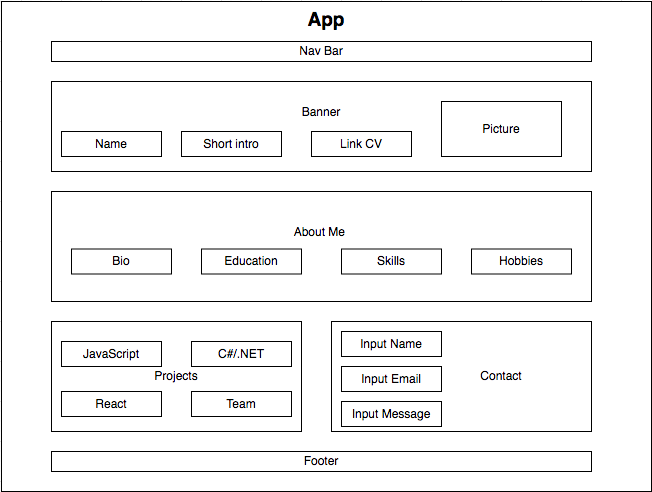 App
Nav Bar
Banner
Picture
Name
Short intro
Link CV
About Me
Bio
Education
Skills
Hobbies
JavaScript
C#/.NET
Projects
React
Team
Input Name
Input Email
Contact
Input Message
Footer